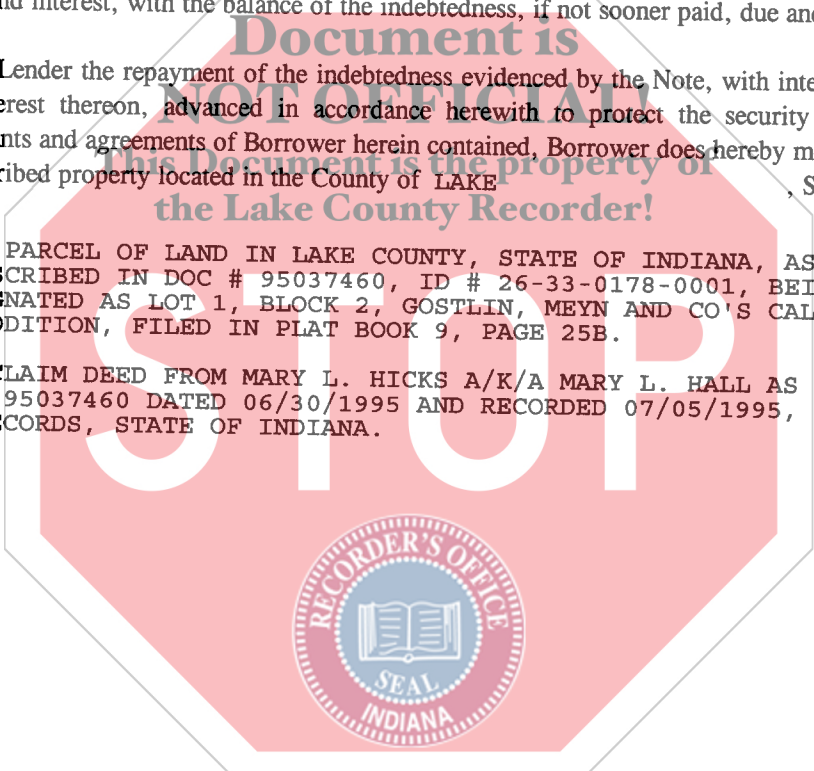 nd interest, with the balance of the indebtedness, if not sooner paid, due and
Document is
Lender the repayment of the indebtedness evidenced by the Note, with inte
NOT OFFICIAL!
erest thereon, advanced in accordance herewith to protect the security
nts and agreements of Borrower herein contained, Borrower does hereby m
This Document is the property of
ribed property located in the County of LAKE , S
the Lake County Recorder!
PARCEL OF LAND IN LAKE COUNTY, STATE OF INDIANA, AS
SCRIBED IN DOC # 95037460, ID # 26-33-0178-0001, BEI
GNATED AS LOT 1, BLOCK 2, GOSTLIN, MEYN AND CO'S CAL
DDITION, FILED IN PLAT BOOK 9, PAGE 25B.
CLAIM DEED FROM MARY L. HICKS A/K/A MARY L. HALL AS
95037460 DATED 06/30/1995 AND RECORDED 07/05/1995,
CORDS, STATE OF INDIANA.
STOP
RECORDER'S OFFICE
SEAL
INDIANA